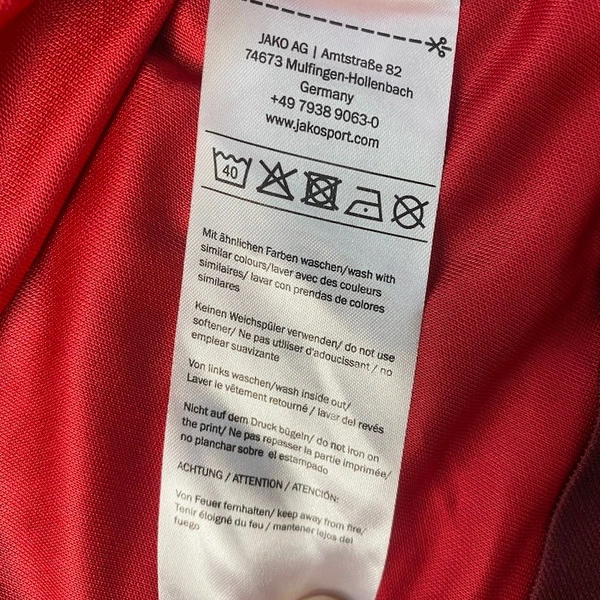 JAKO AG | Amtstraße 82
74673 Mulfingen-Hollenbach
Germany
+49 7938 9063-0
www.jakosport.com
40
Mit ähnlichen Farben waschen/wash with
similar colours/laver avec des couleurs
similaires/ lavar con prendas de colores
similares
Keinen Weichspüler verwenden/ do not use
softener/ Ne pas utiliser d'adoucissant / no
emplear suavizante
Von links waschen/wash inside out/
Laver le vêtement retourné / lavar del revés
Nicht auf dem Druck bügeln/ do not iron on
the print/ Ne pas repasser la partie imprimée/
no planchar sobre el estampado
ACHTUNG / ATTENTION / ATENCIÓN:
Von Feuer fernhalten/ keep away from fire/
Tenir éloigné du feu / mantener lejos del
fuego